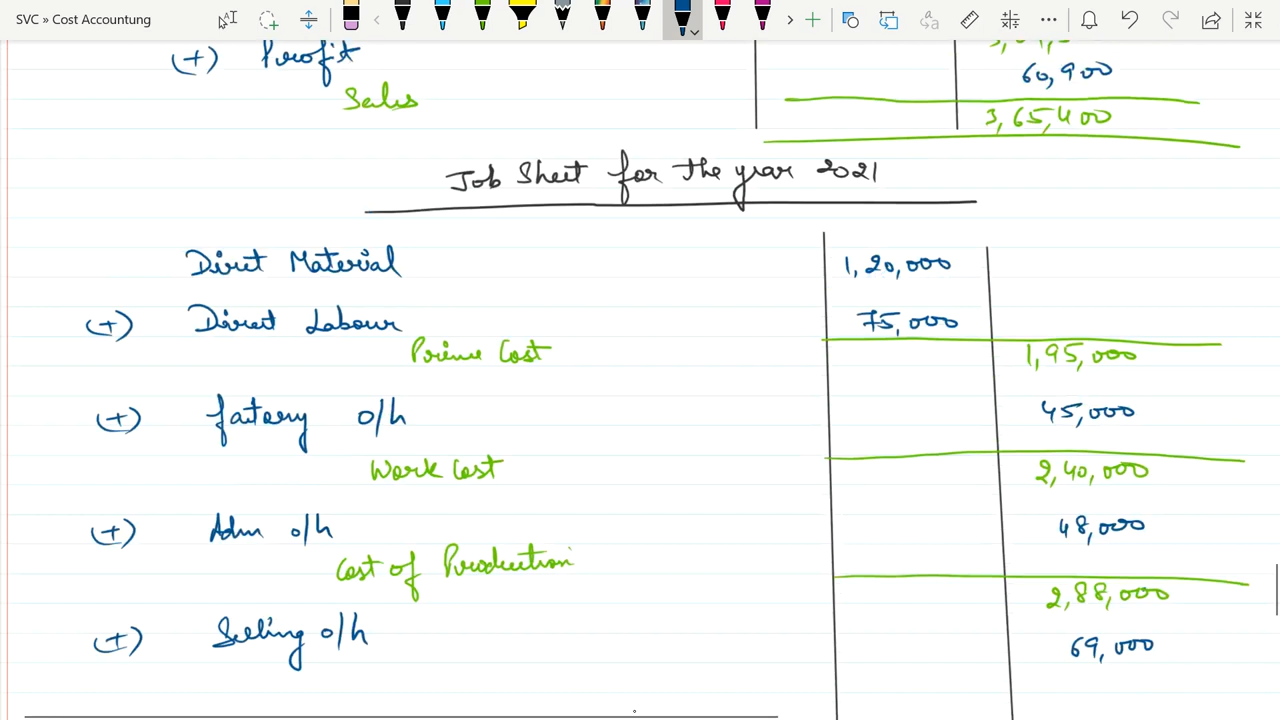 SVC » Cost Accountung
(+) Profit
60,900
Sales
3,65,400
Job Sheet for the year 2021
Diret Material 1,20,000
(+) Direct Labour 75,000
Prime Cost 1,95,000
(+) fatory o/h 45,000
Work Cost 2,40,000
(+) Adm o/h 48,000
Cost of Production 2,88,000
(+) Selling o/h 69,000